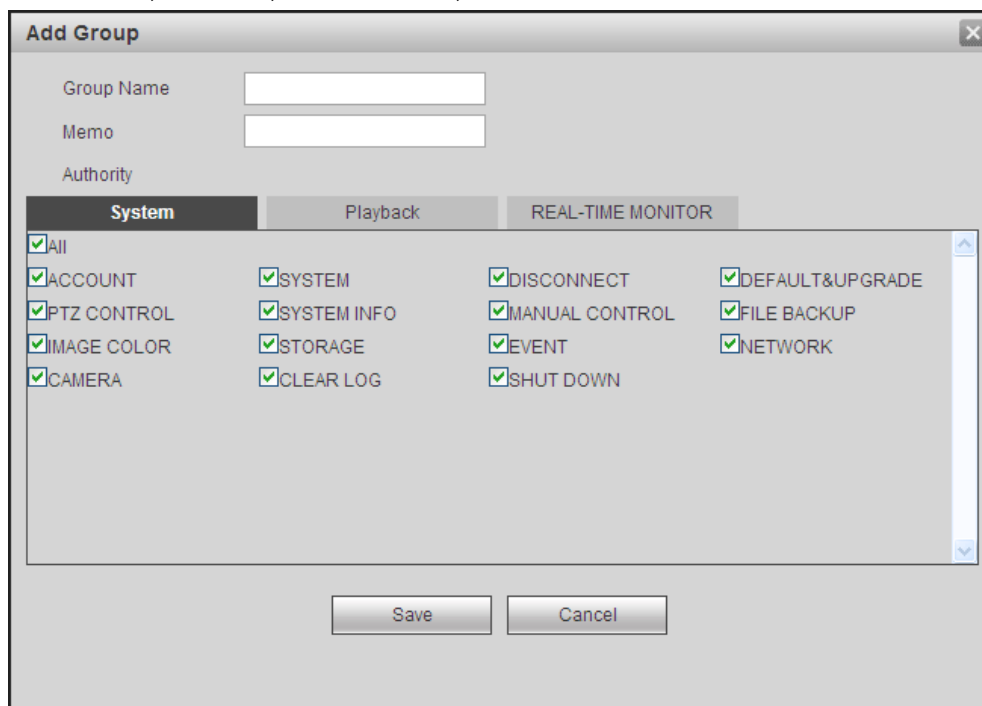 Add Group
Group Name
Memo
Authority
System Playback REAL-TIME MONITOR
All
ACCOUNT SYSTEM DISCONNECT DEFAULT&UPGRADE
PTZ CONTROL SYSTEM INFO MANUAL CONTROL FILE BACKUP
IMAGE COLOR STORAGE EVENT NETWORK
CAMERA CLEAR LOG SHUT DOWN
Save Cancel